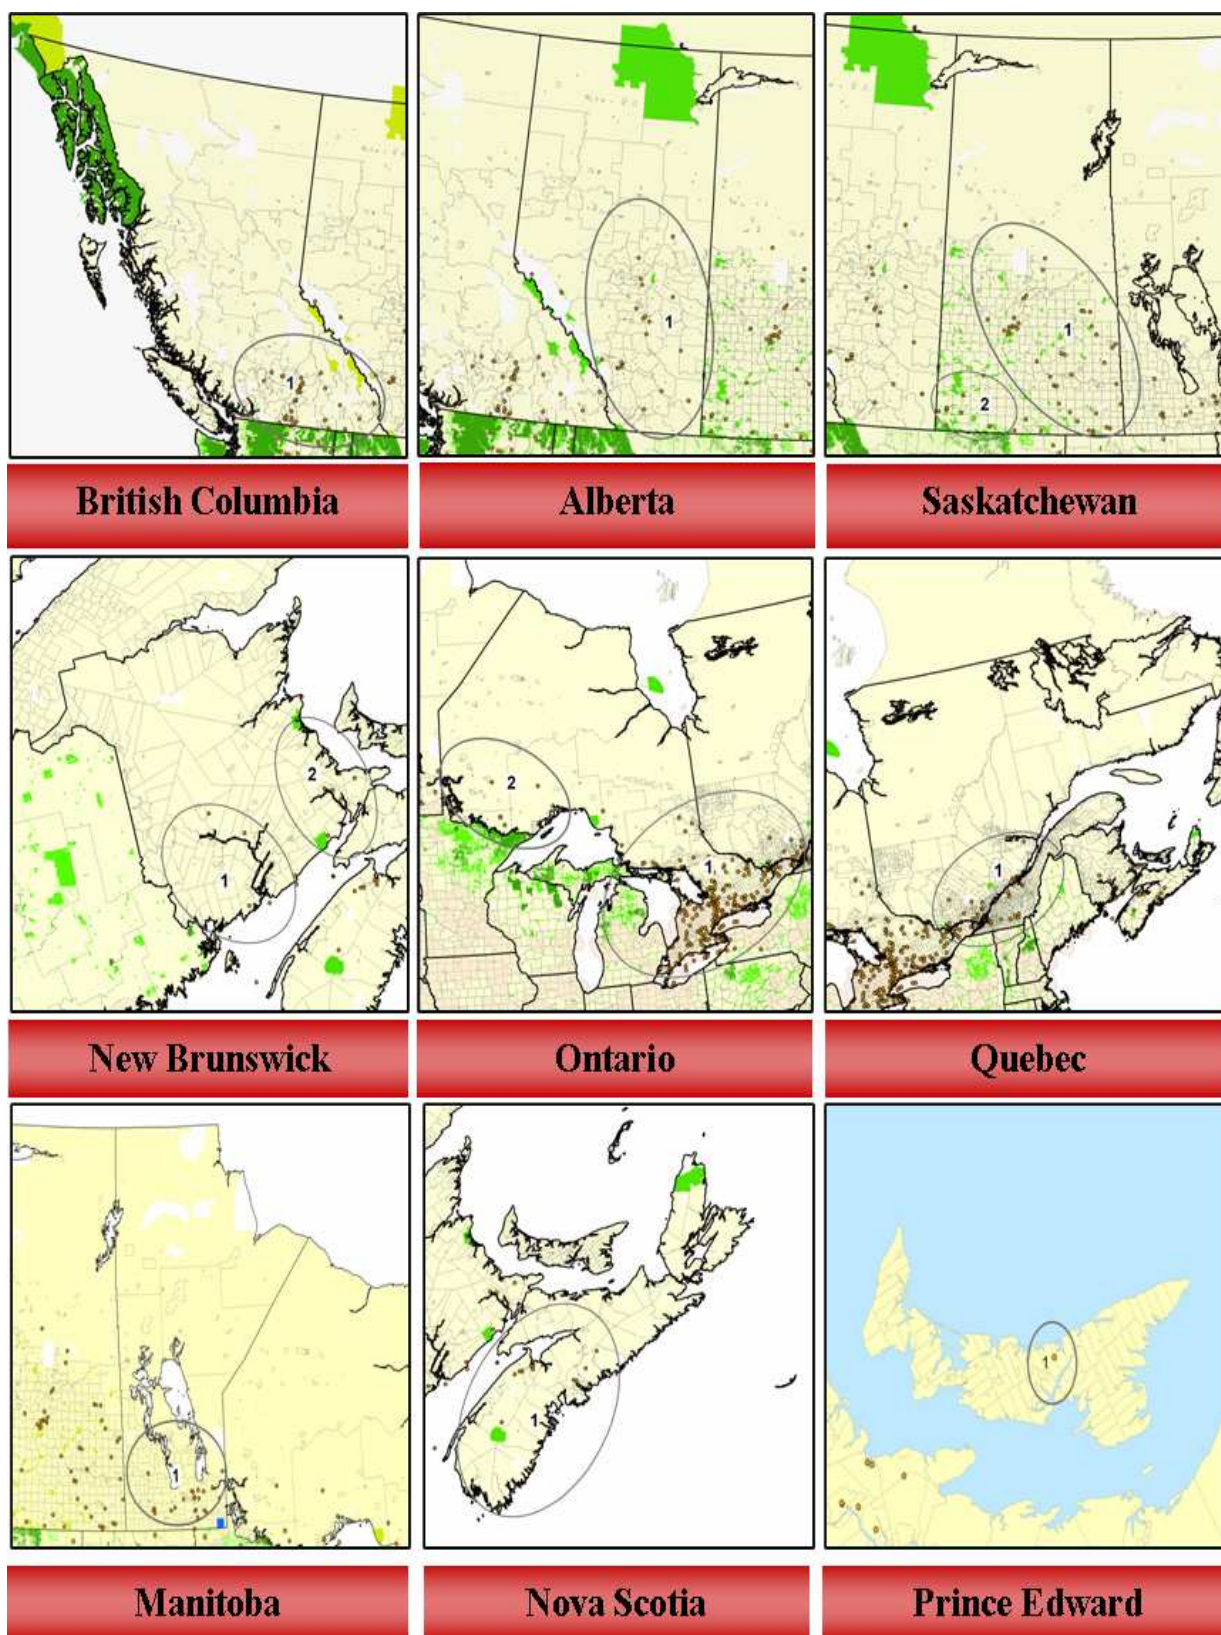 1
1
1
2
British Columbia
Alberta
Saskatchewan
2
1
2
1
1
New Brunswick
Ontario
Quebec
1
1
1
Manitoba
Nova Scotia
Prince Edward